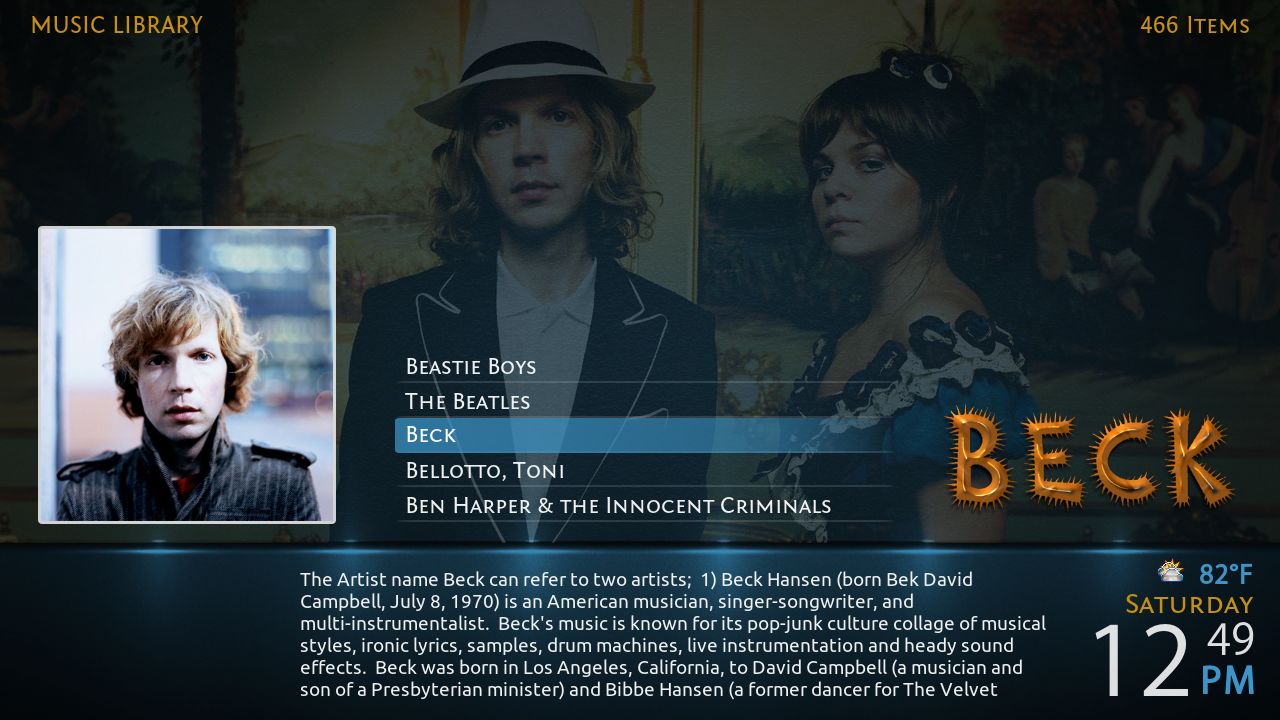 MUSIC LIBRARY
466 Items
Beastie Boys
The Beatles
Beck
Bellotto, Toni
Ben Harper & the Innocent Criminals
BECK
The Artist name Beck can refer to two artists;  1) Beck Hansen (born Bek David
Campbell, July 8, 1970) is an American musician, singer-songwriter, and
multi-instrumentalist.  Beck's music is known for its pop-junk culture collage of musical
styles, ironic lyrics, samples, drum machines, live instrumentation and heady sound
effects.  Beck was born in Los Angeles, California, to David Campbell (a musician and
son of a Presbyterian minister) and Bibbe Hansen (a former dancer for The Velvet
82°F
Saturday
12 49 PM